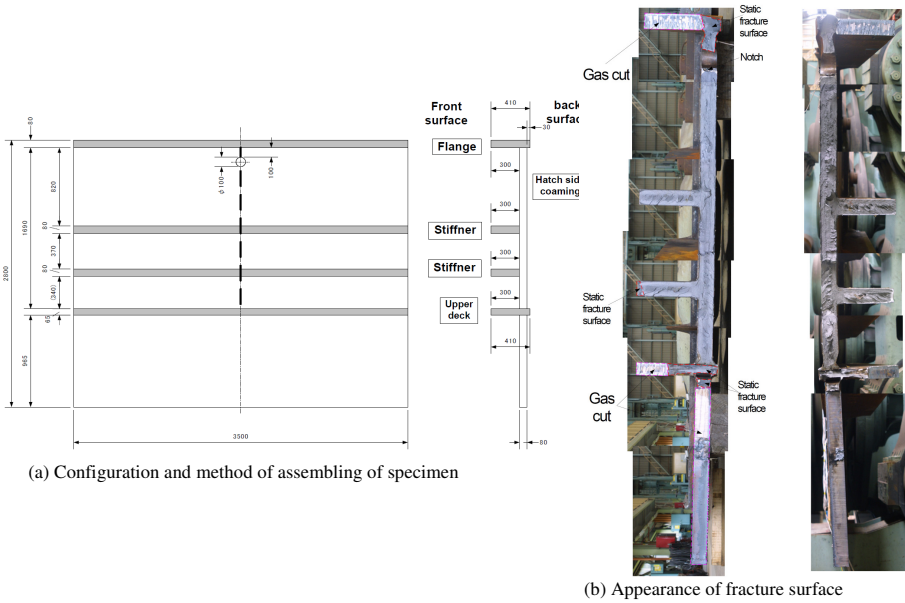 Front
surface
410
back
surfac
30
80
Flange
300
100
ϕ100
820
Hatch sid
coaming
300
1690
80
Stiffner
2800
370
300
80
Stiffner
(340)
300
Upper
deck
65
410
965
80
3500
(a) Configuration and method of assembling of specimen
Static
fracture
surface
Notch
Gas cut
Static
fracture
surface
Gas
cut
Static
fracture
surface
(b) Appearance of fracture surface